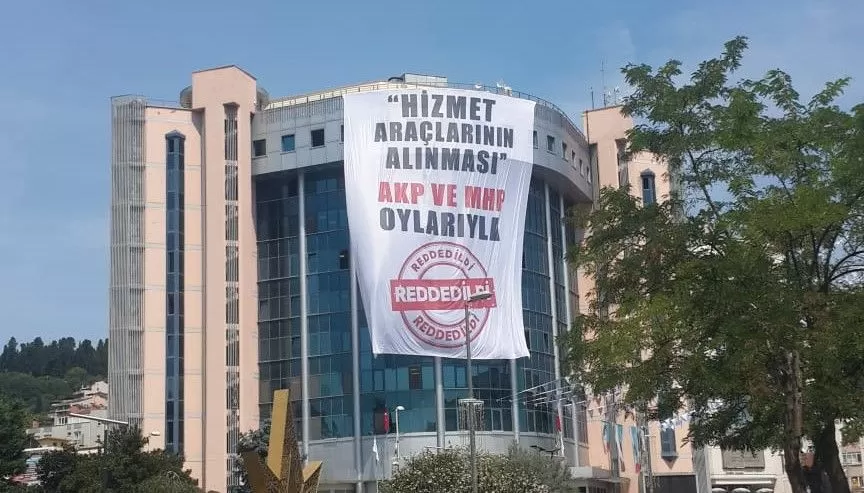 "HİZMET
ARAÇLARININ
ALINMASI"
AKP VE MHP
OYLARIYLA
REDDEDİLDİ
REDDEDİLDİ
REDDEDİLDİ